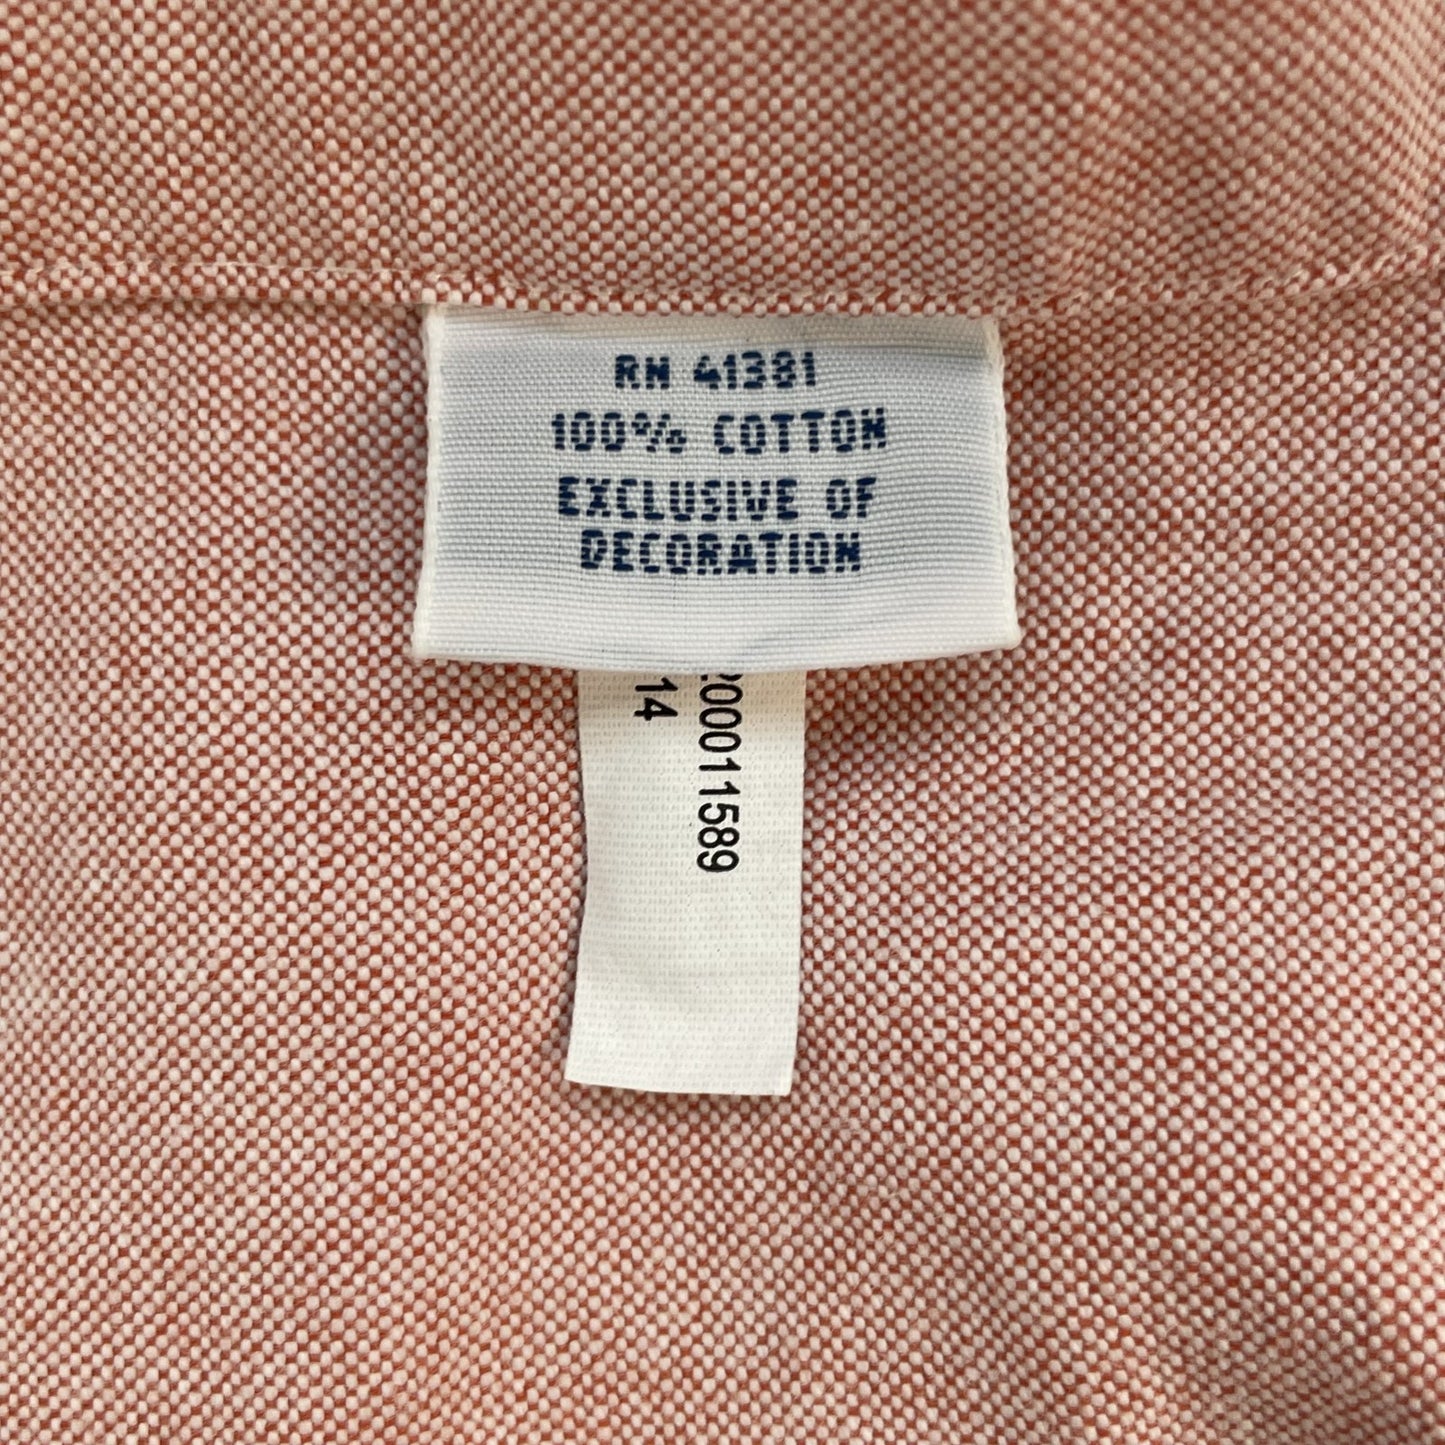 RN 41381
100% COTTON
EXCLUSIVE OF
DECORATION
200011589
14